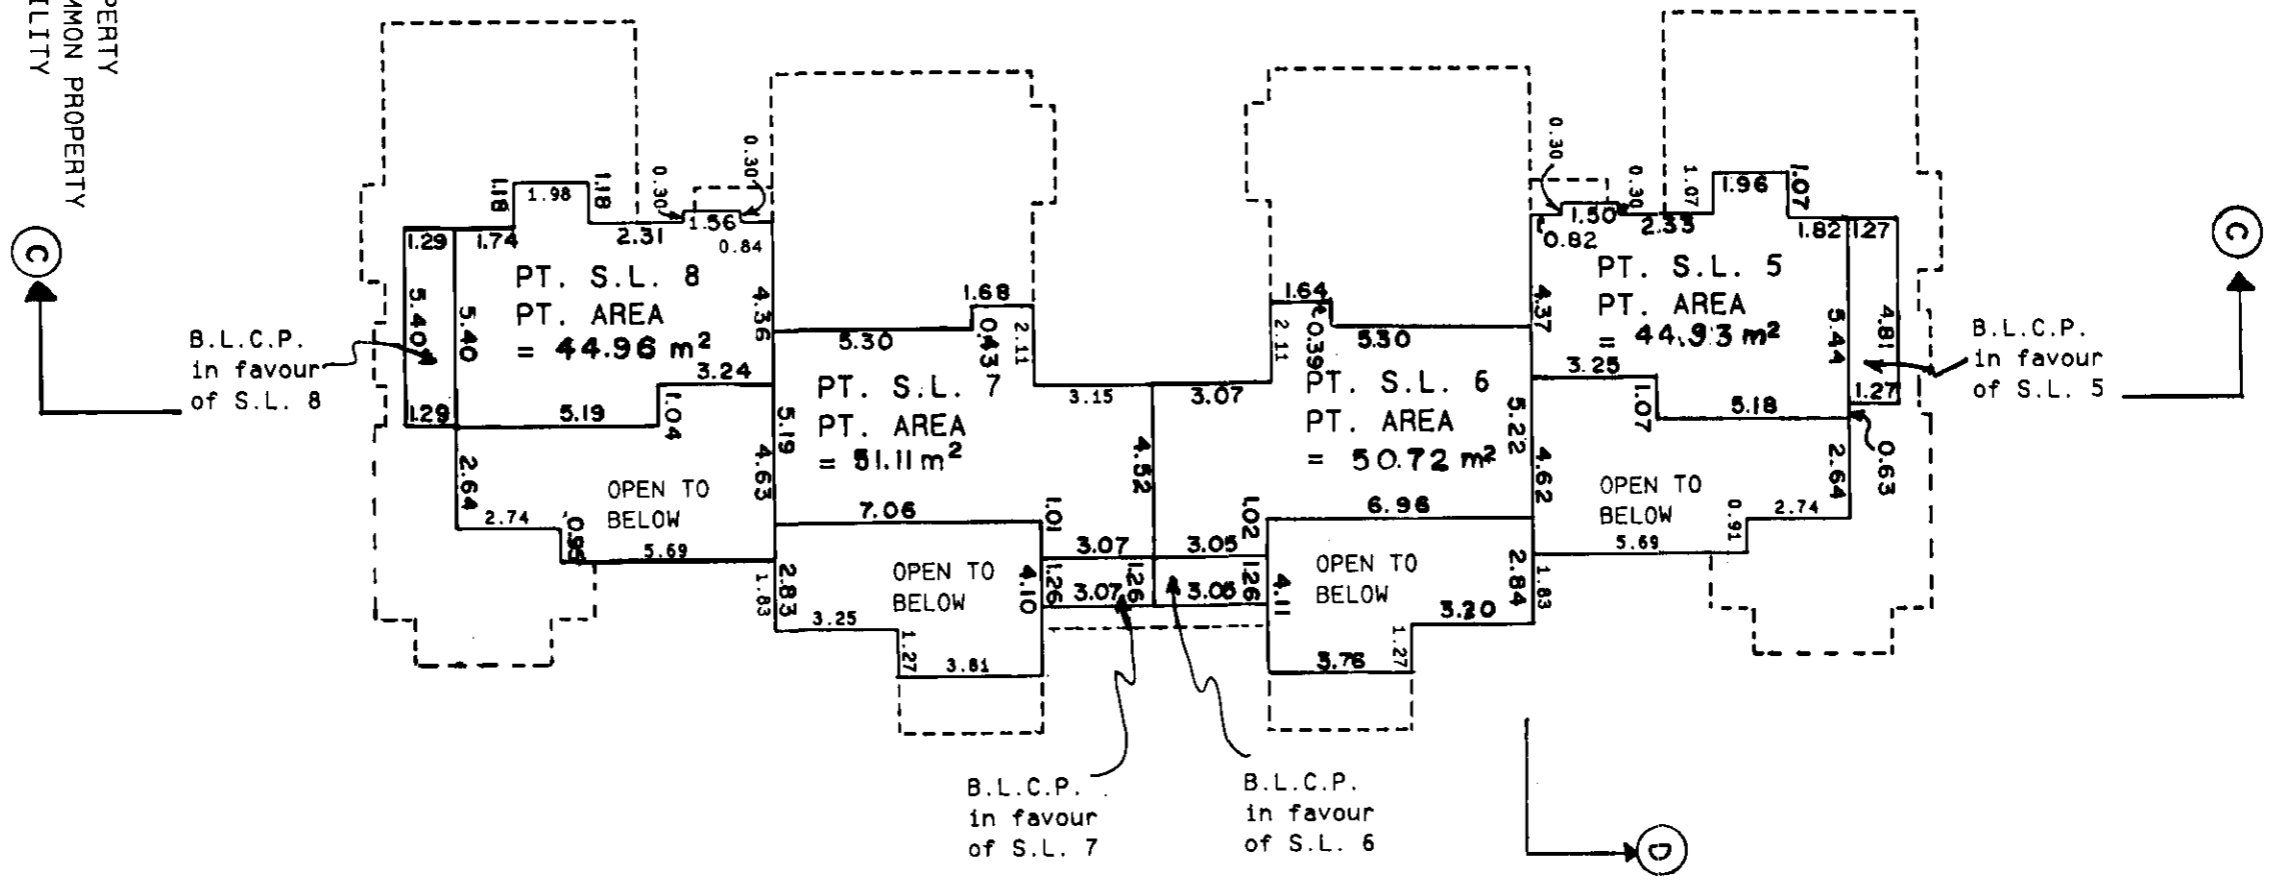 PERTY
MMON PROPERTY
ILITY
C
C
D
PT. S.L. 8
PT. AREA
= 44.96 m²
1.29
1.74
1.18
1.98
1.18
2.31
0.30
1.56
0.30
0.84
5.40
5.40
4.36
3.24
1.04
5.19
1.29
B.L.C.P.
in favour
of S.L. 8
2.64
2.74
0.95
5.69
4.63
OPEN TO
BELOW
PT. S.L. 7
PT. AREA
= 51.11 m²
5.30
1.68
0.43
2.11
3.15
5.19
7.06
1.01
3.07
4.52
OPEN TO
BELOW
2.83
1.83
3.25
1.27
3.81
4.10
1.26
3.07
1.26
B.L.C.P.
in favour
of S.L. 7
PT. S.L. 6
PT. AREA
= 50.72 m²
1.64
0.39
2.11
5.30
3.07
5.22
6.96
1.02
3.05
OPEN TO
BELOW
1.26
3.05
4.11
3.76
1.27
3.20
2.84
1.83
B.L.C.P.
in favour
of S.L. 6
PT. S.L. 5
PT. AREA
= 44.93 m²
0.30
1.50
0.30
0.82
2.33
1.07
1.96
1.07
1.82
1.27
4.37
5.44
4.81
1.27
3.25
1.07
5.18
0.63
B.L.C.P.
in favour
of S.L. 5
4.62
OPEN TO
BELOW
2.64
2.74
0.91
5.69